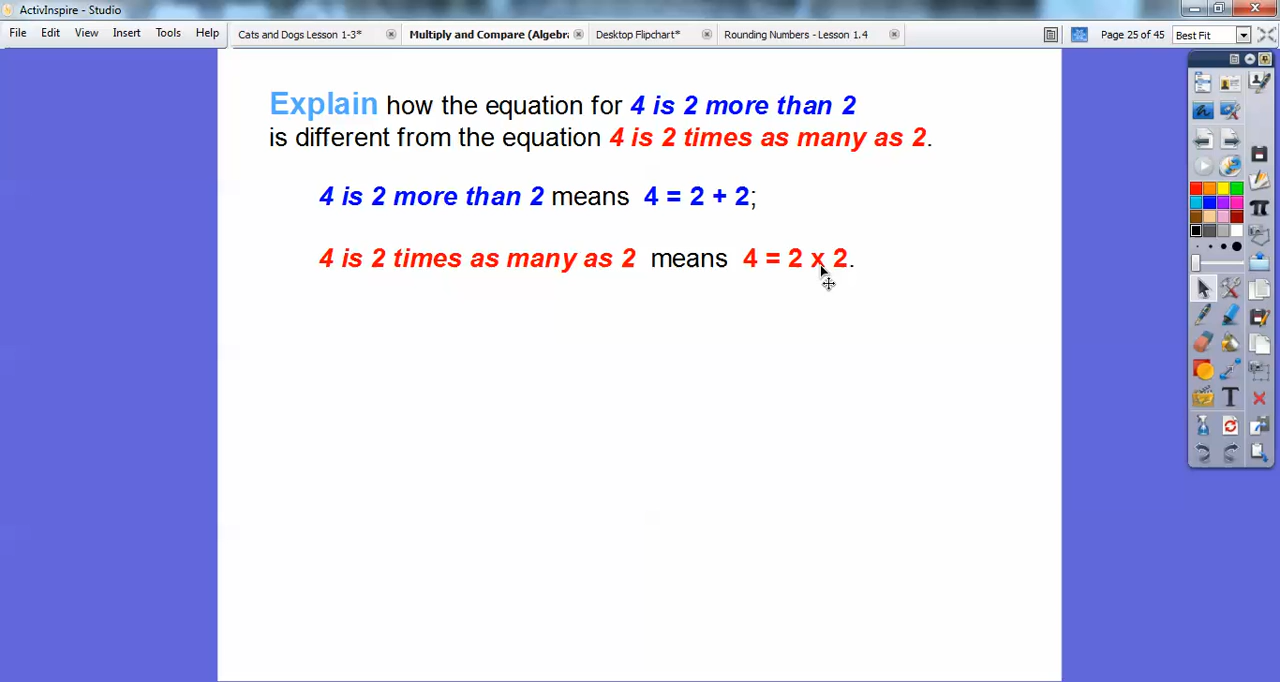 ActivInspire - Studio
File Edit View Insert Tools Help
Cats and Dogs Lesson 1-3* Multiply and Compare (Algebra Desktop Flipchart* Rounding Numbers - Lesson 1.4
Page 25 of 45 Best Fit
Explain how the equation for 4 is 2 more than 2
is different from the equation 4 is 2 times as many as 2.
4 is 2 more than 2 means 4 = 2 + 2;
4 is 2 times as many as 2 means 4 = 2 x 2.